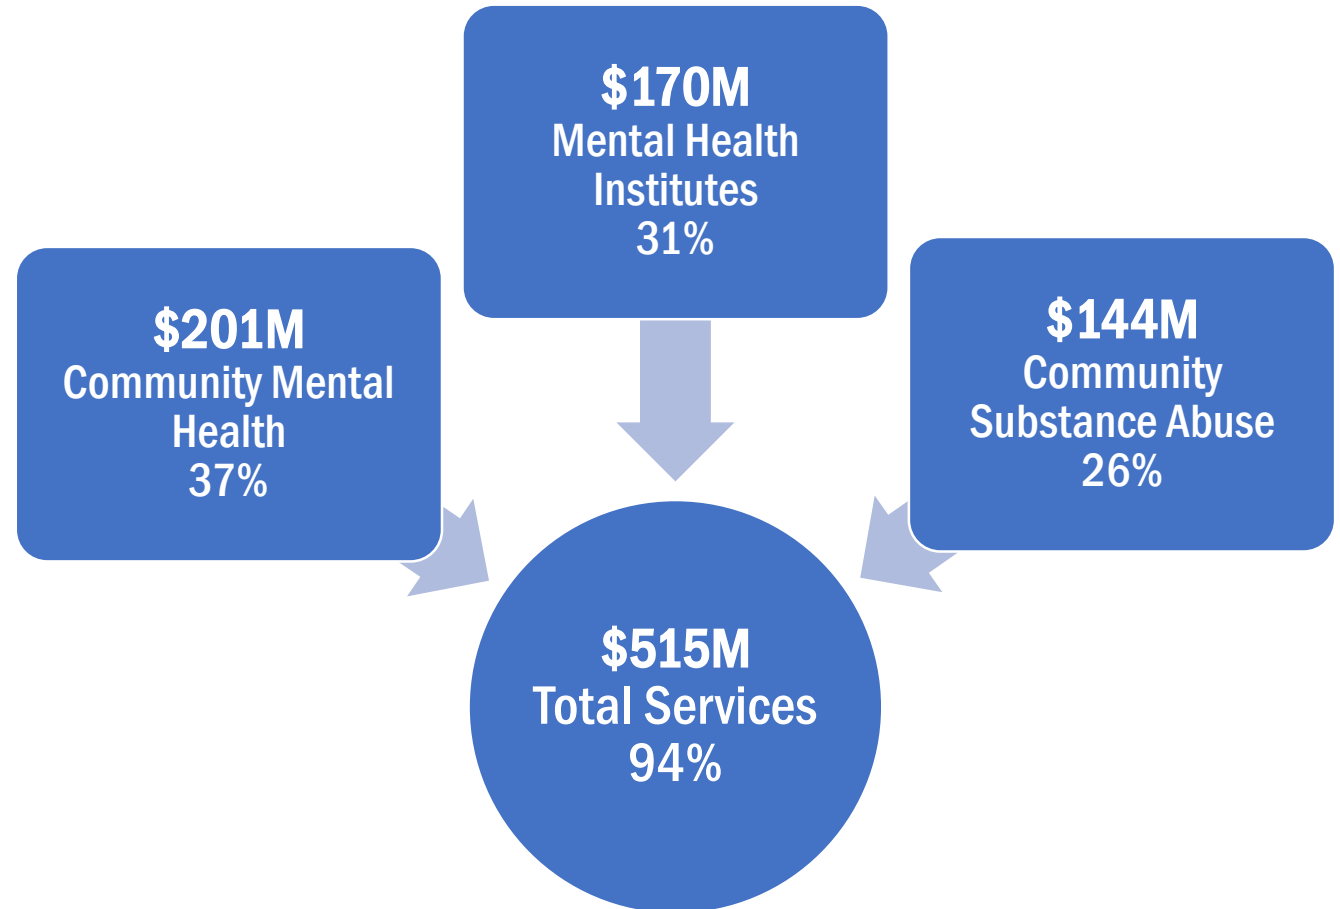 $170M
Mental Health
Institutes
31%
$201M
Community Mental
Health
37%
$144M
Community
Substance Abuse
26%
$515M
Total Services
94%